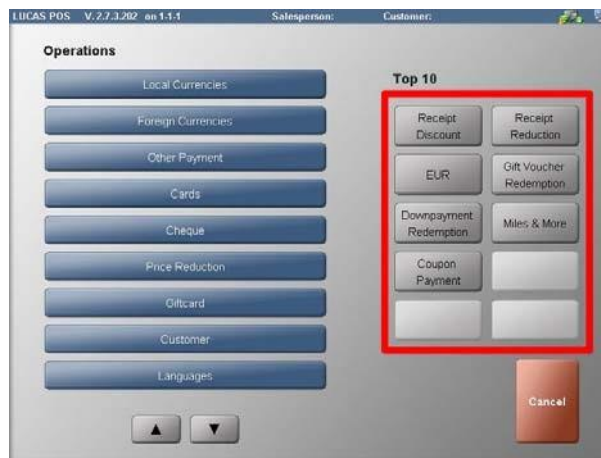 LUCAS POS V. 2.7.3.202 on 1-1-1 Salesperson: Customer:
Operations
Local Currencies
Foreign Currencies
Other Payment
Cards
Cheque
Price Reduction
Giftcard
Customer
Languages
Top 10
Receipt
Discount
Receipt
Reduction
EUR
Gift Voucher
Redemption
Downpayment
Redemption
Miles & More
Coupon
Payment
Cancel